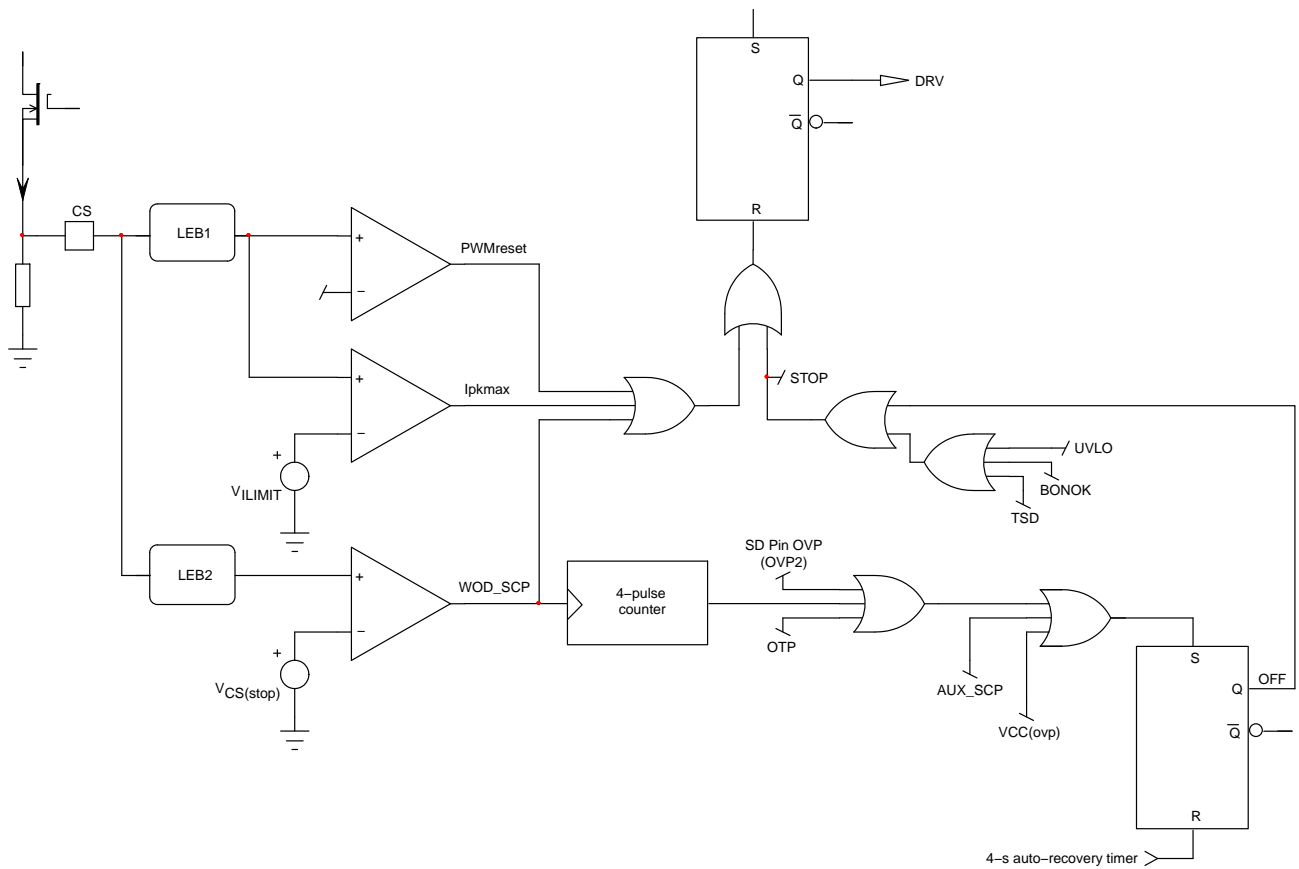 S
Q
DRV
Q
R
CS
LEB1
+
−
PWMreset
+
−
Ipkmax
STOP
+
VILIMIT
UVLO
BONOK
TSD
SD Pin OVP
(OVP2)
LEB2
+
−
WOD_SCP
4−pulse
counter
OTP
+
VCS(stop)
AUX_SCP
VCC(ovp)
S
Q
OFF
Q
R
4−s auto−recovery timer